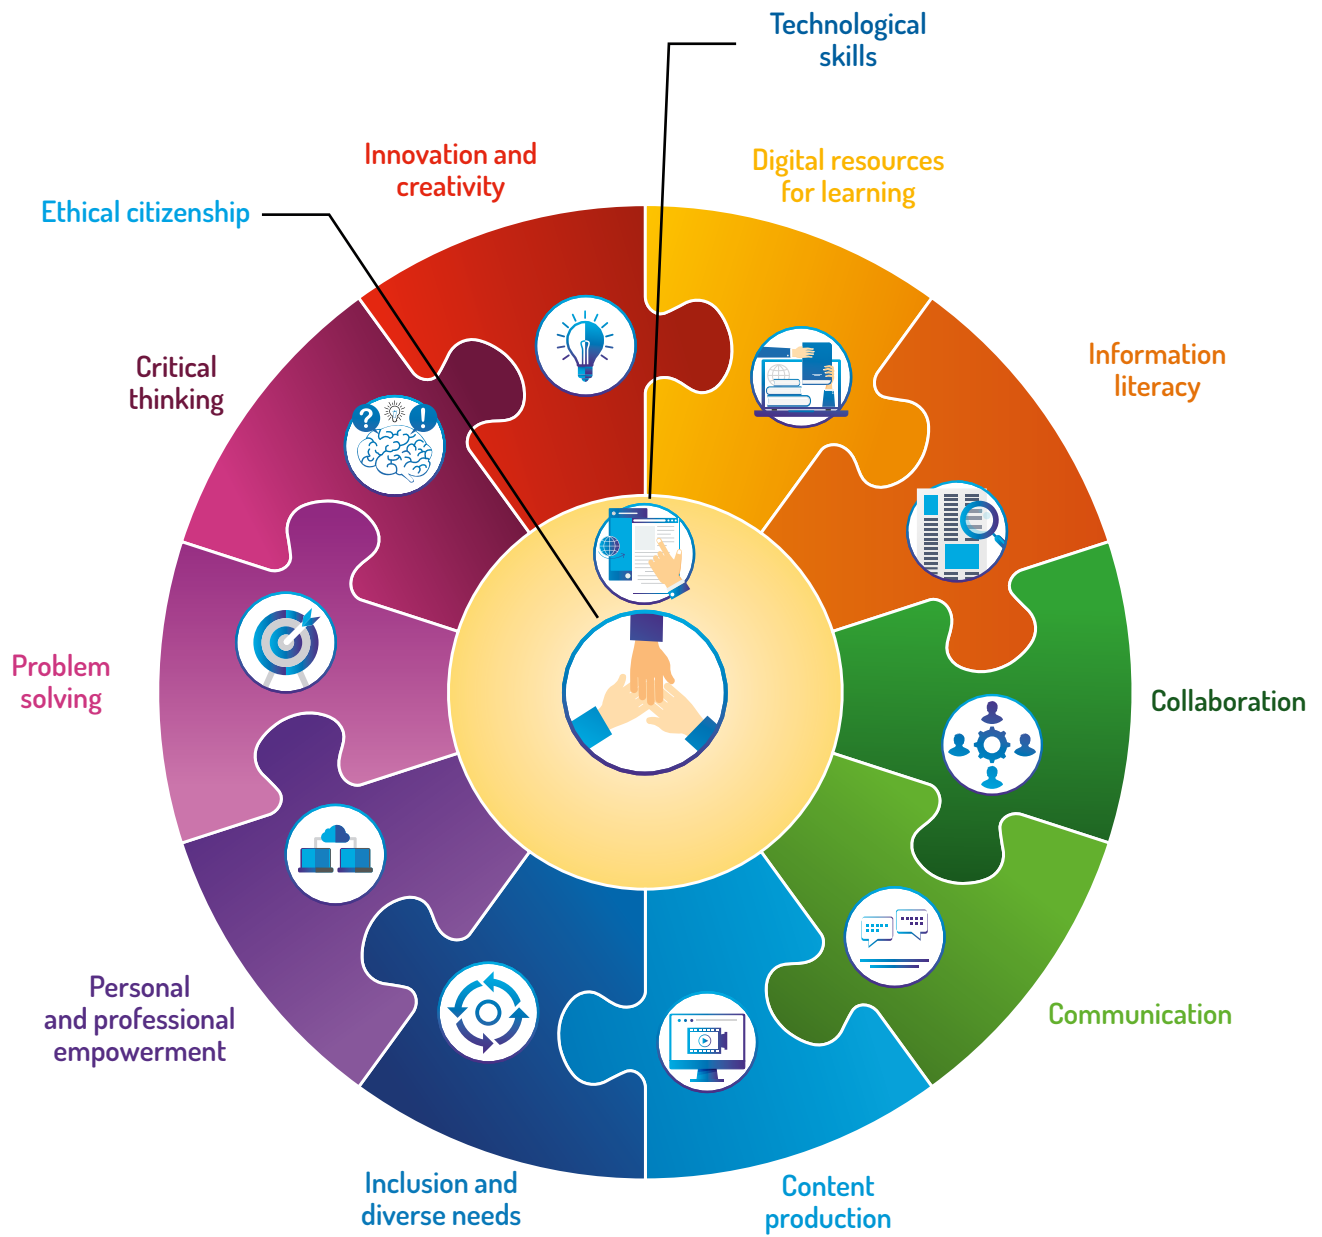 Technological
skills
Innovation and
creativity
Digital resources
for learning
Ethical citizenship
Information
literacy
Critical
thinking
? !
Problem
solving
Collaboration
Personal
and professional
empowerment
Communication
Inclusion and
diverse needs
Content
production